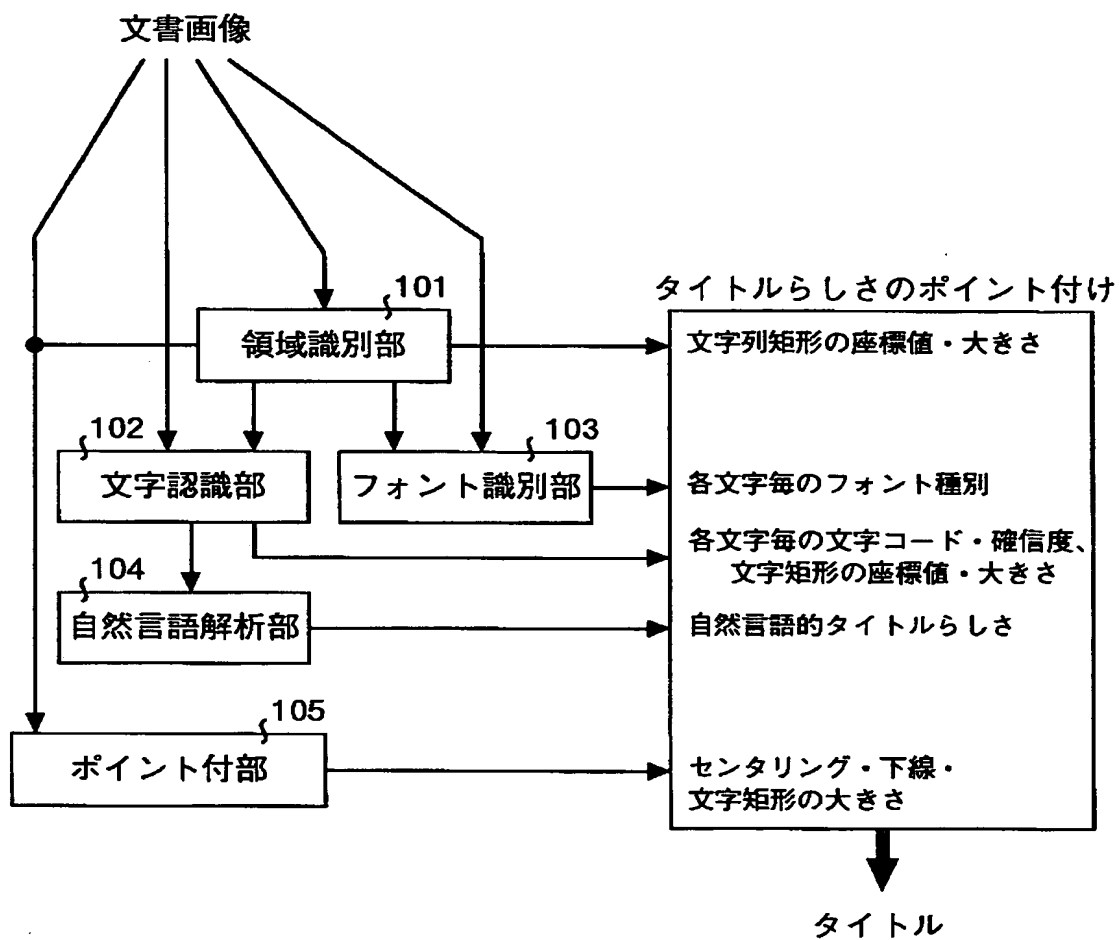 文書画像
101
タイトルらしさのポイント付け
領域識別部
文字列矩形の座標値・大きさ
102
103
文字認識部
フォント識別部
各文字毎のフォント種別
各文字毎の文字コード・確信度、
文字矩形の座標値・大きさ
104
自然言語解析部
自然言語的タイトルらしさ
105
ポイント付部
センタリング・下線・
文字矩形の大きさ
タイトル